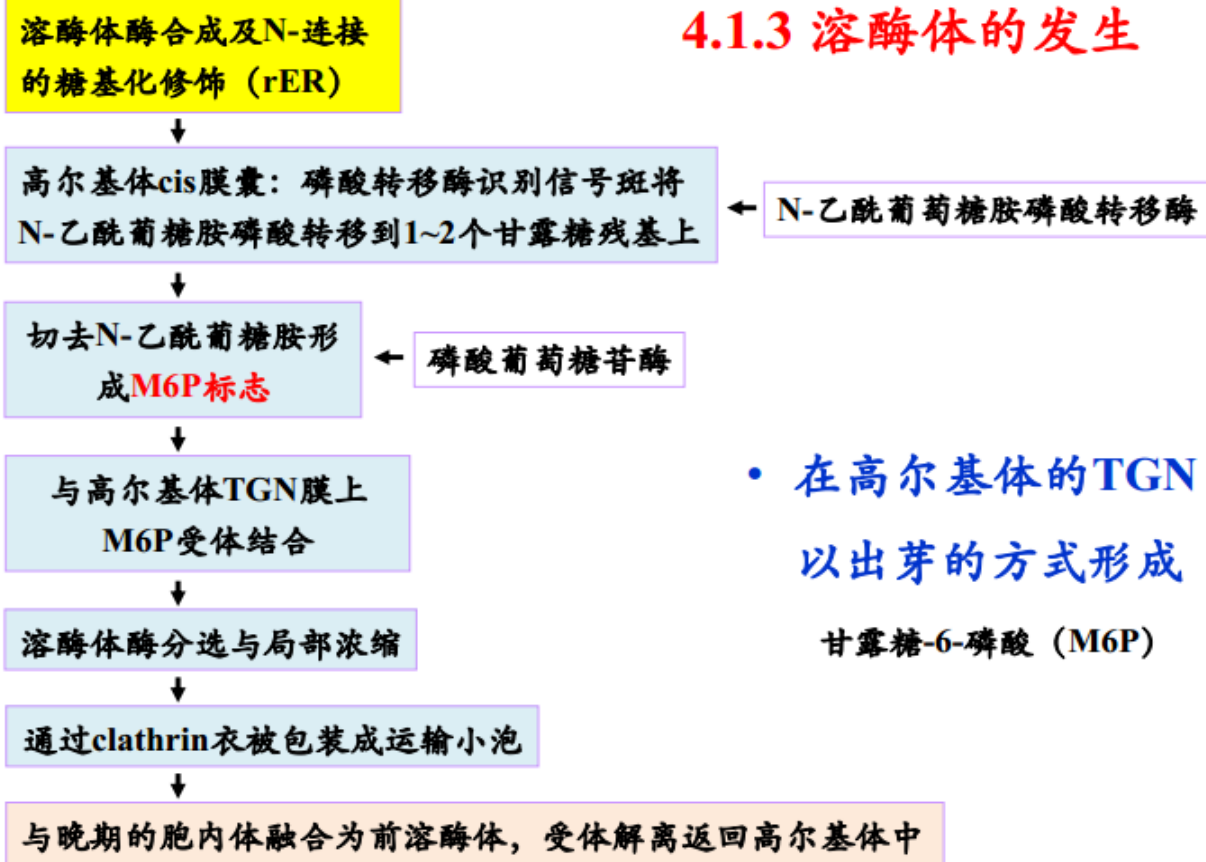 4.1.3 溶酶体的发生
溶酶体酶合成及N-连接
的糖基化修饰（rER）
高尔基体cis膜囊：磷酸转移酶识别信号斑将
N-乙酰葡糖胺磷酸转移到1~2个甘露糖残基上
N-乙酰葡萄糖胺磷酸转移酶
切去N-乙酰葡糖胺形
成M6P标志
磷酸葡萄糖苷酶
与高尔基体TGN膜上
M6P受体结合
• 在高尔基体的TGN
以出芽的方式形成
甘露糖-6-磷酸（M6P）
溶酶体酶分选与局部浓缩
通过clathrin衣被包装成运输小泡
与晚期的胞内体融合为前溶酶体，受体解离返回高尔基体中